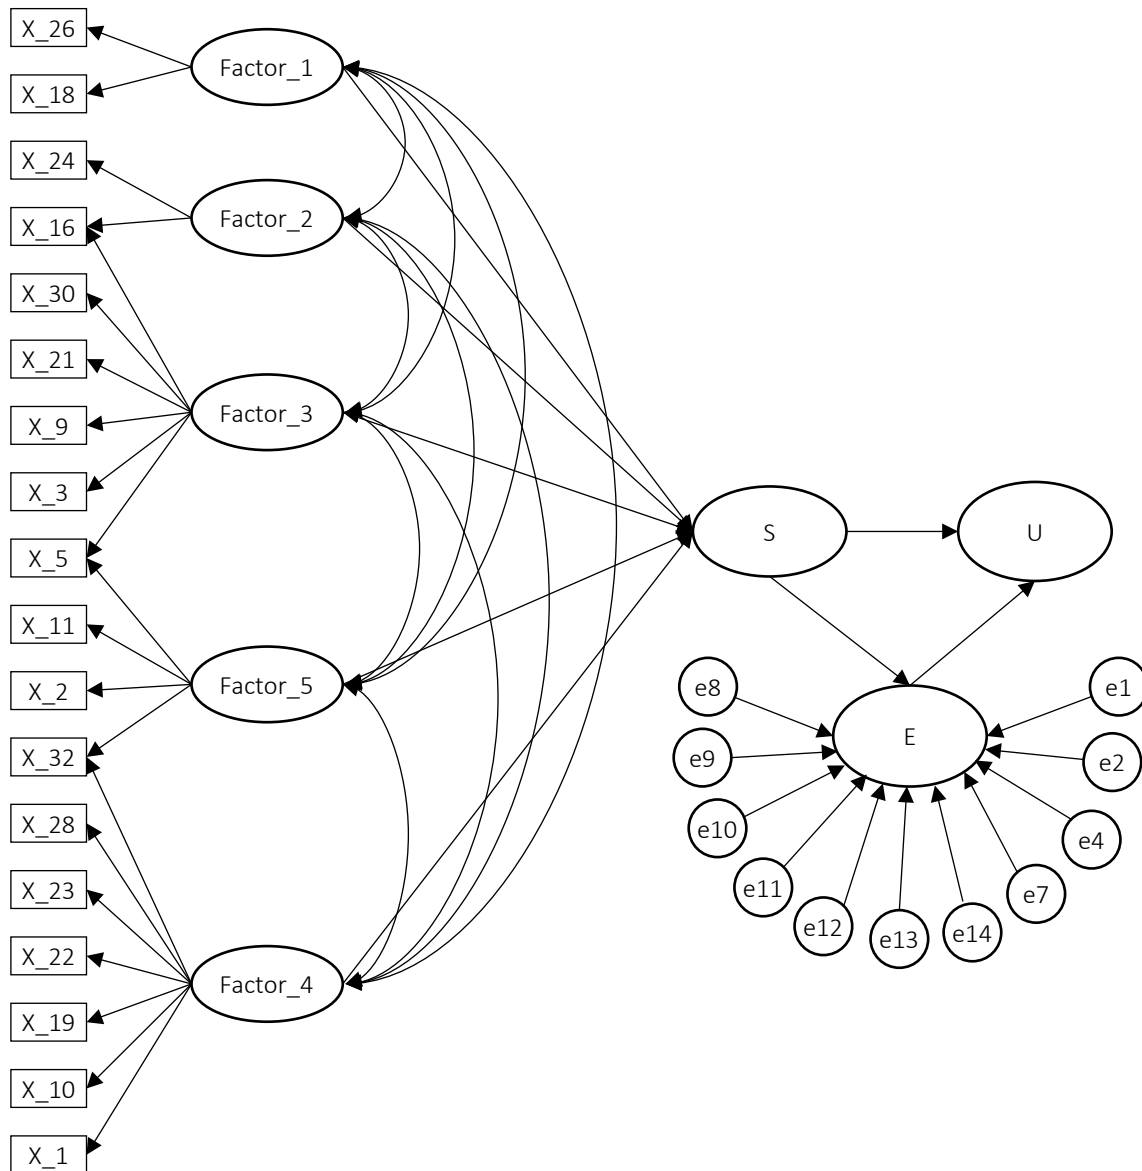 X_26
X_18
X_24
X_16
X_30
X_21
X_9
X_3
X_5
X_11
X_2
X_32
X_28
X_23
X_22
X_19
X_10
X_1
Factor_1
Factor_2
Factor_3
Factor_5
Factor_4
S
U
E
e8
e9
e10
e11
e12
e13
e14
e7
e4
e2
e1